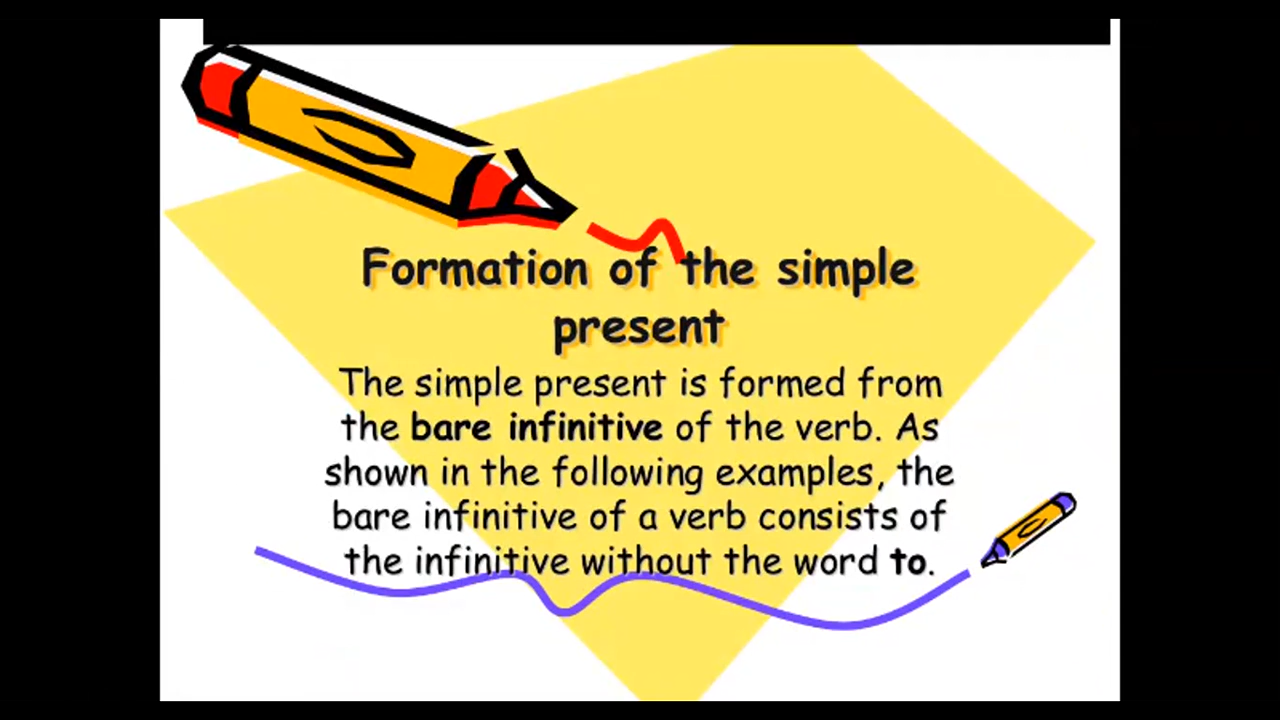 Formation of the simple
present
The simple present is formed from
the bare infinitive of the verb. As
shown in the following examples, the
bare infinitive of a verb consists of
the infinitive without the word to.